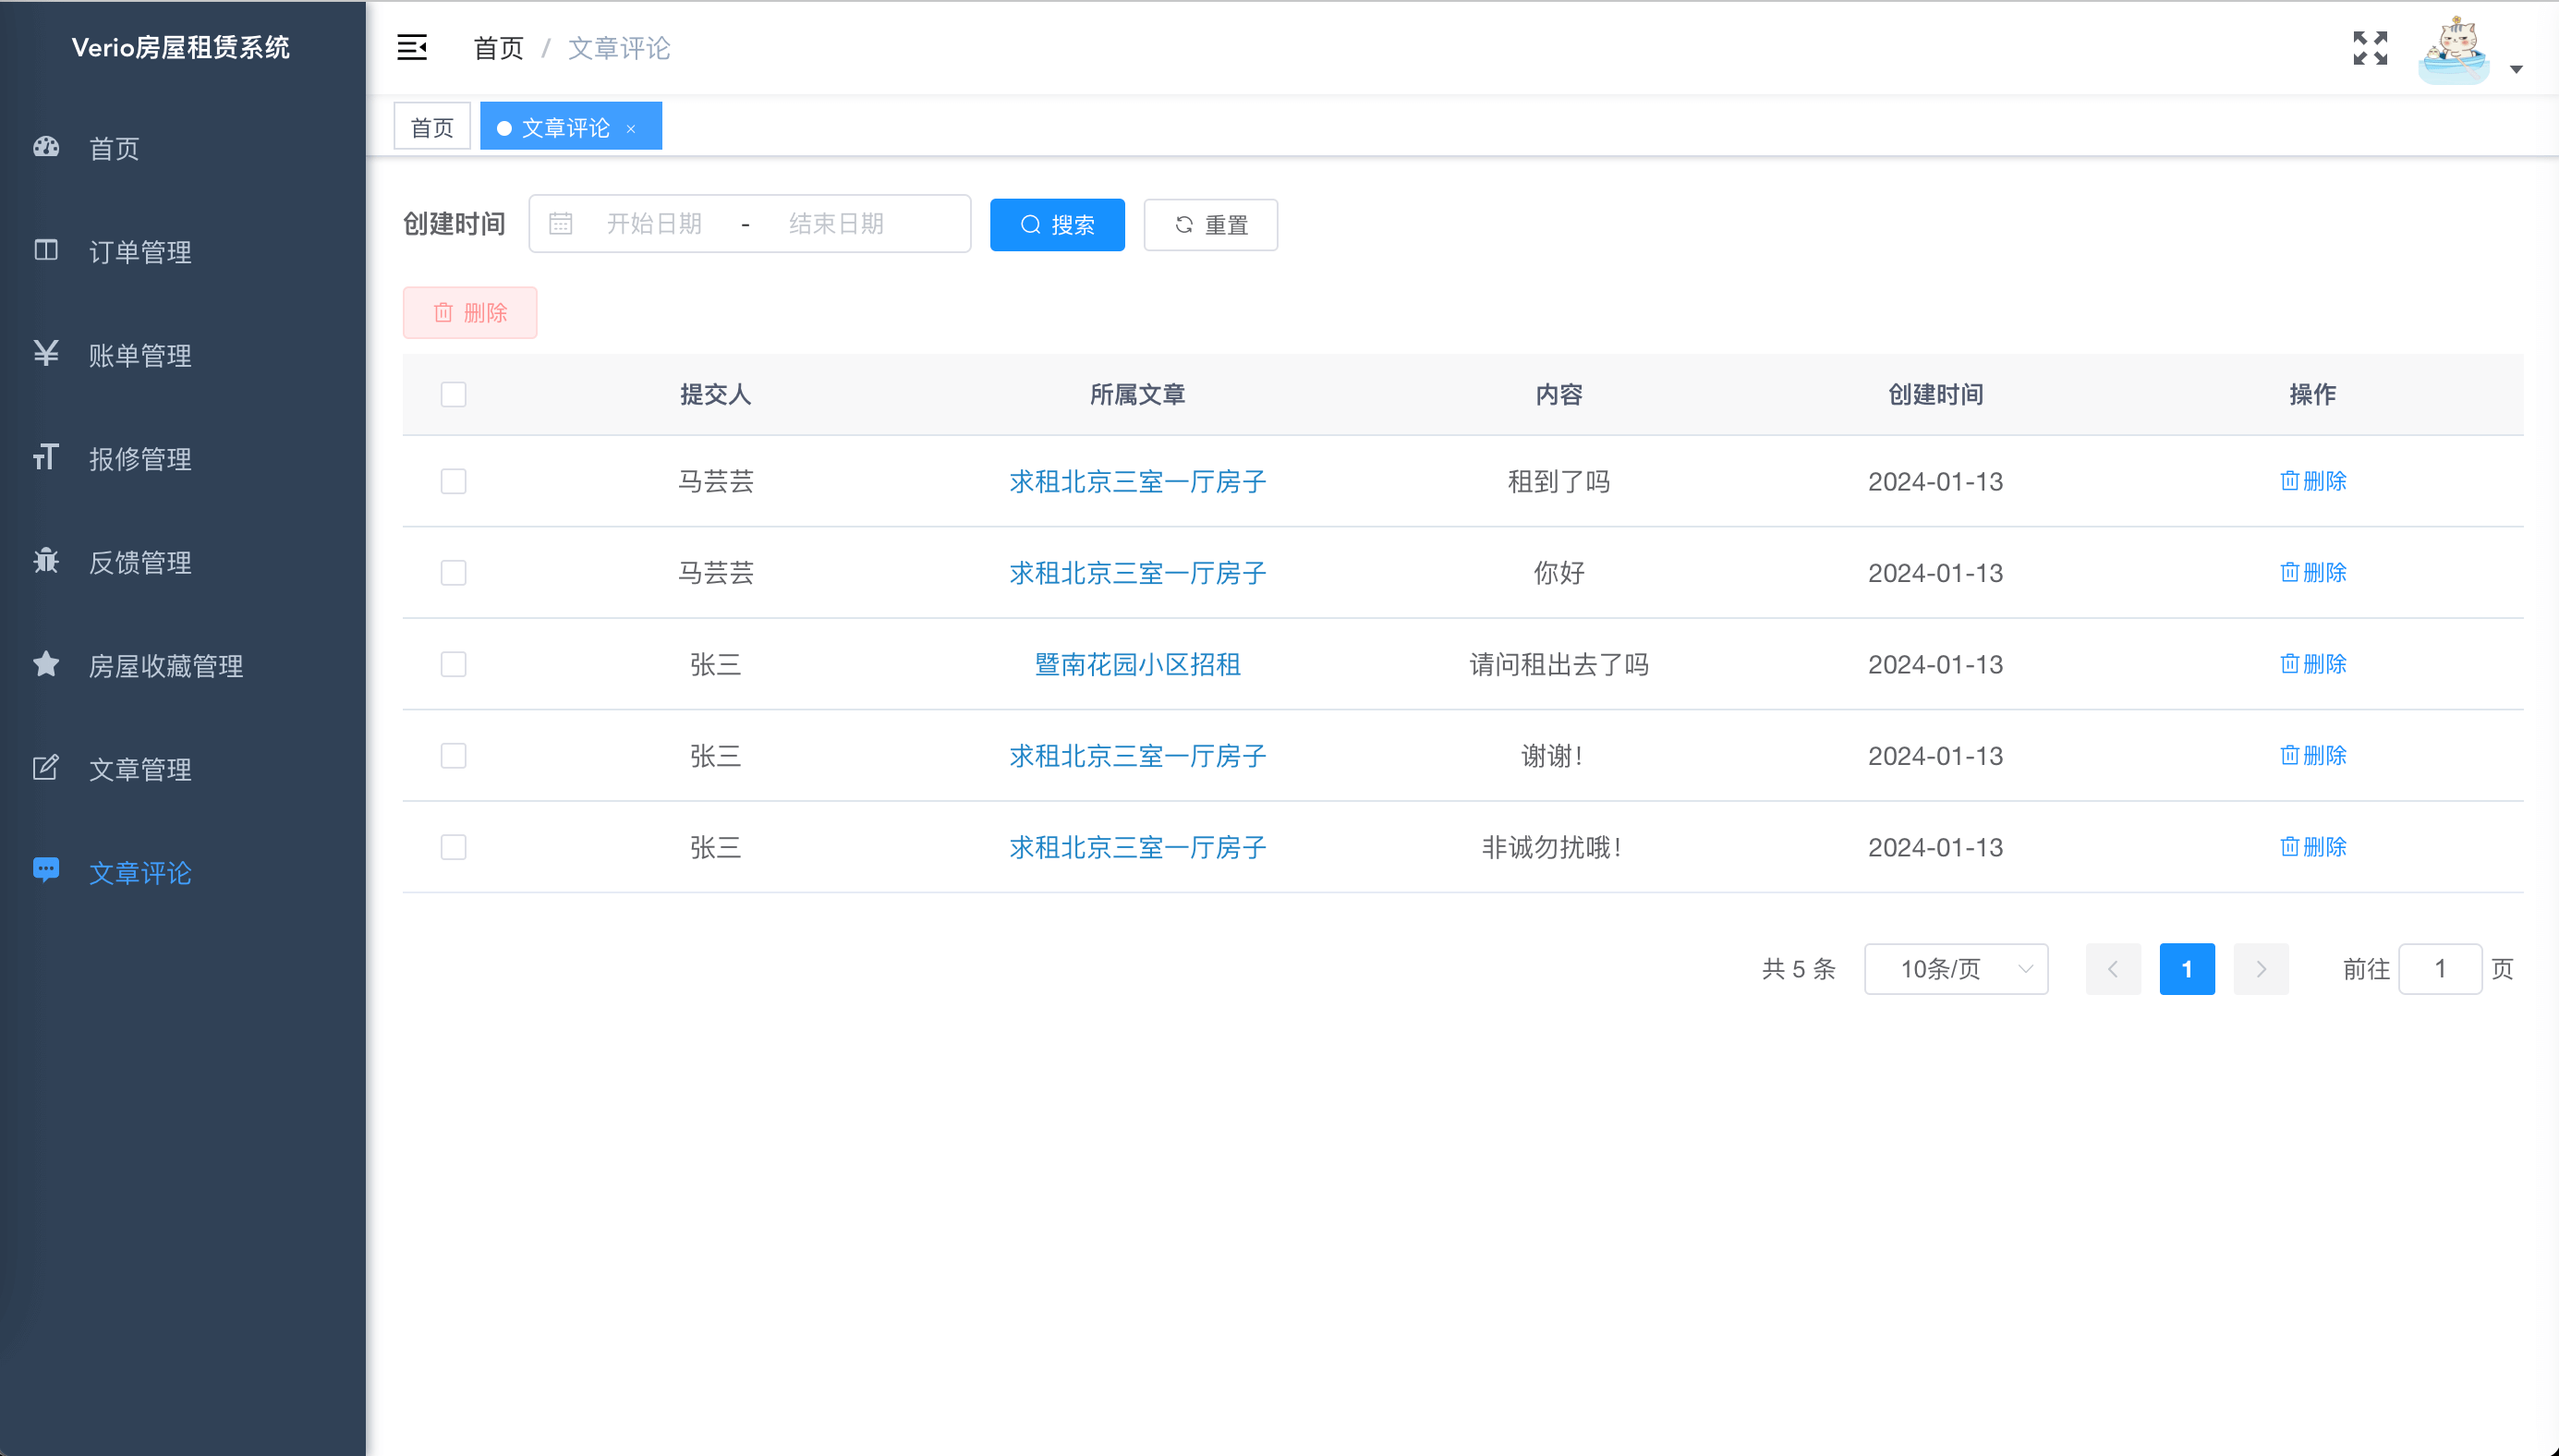 Verio房屋租赁系统
首页
订单管理
账单管理
报修管理
反馈管理
房屋收藏管理
文章管理
文章评论
首页 / 文章评论
首页 文章评论 ×
创建时间 开始日期 - 结束日期 搜索 重置
删除
提交人 所属文章 内容 创建时间 操作
马芸芸 求租北京三室一厅房子 租到了吗 2024-01-13 删除
马芸芸 求租北京三室一厅房子 你好 2024-01-13 删除
张三 暨南花园小区招租 请问租出去了吗 2024-01-13 删除
张三 求租北京三室一厅房子 谢谢！ 2024-01-13 删除
张三 求租北京三室一厅房子 非诚勿扰哦！ 2024-01-13 删除
共 5 条 10条/页 1 前往 1 页